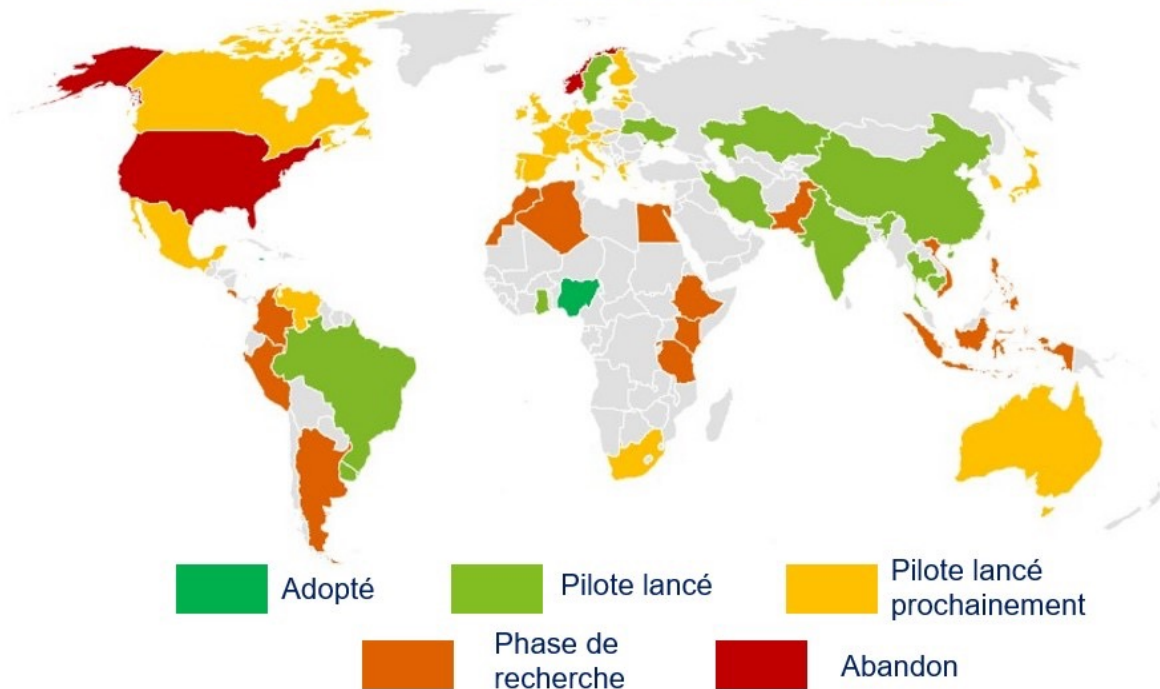 Adopté
Pilote lancé
Pilote lancé
prochainement
Phase de
recherche
Abandon